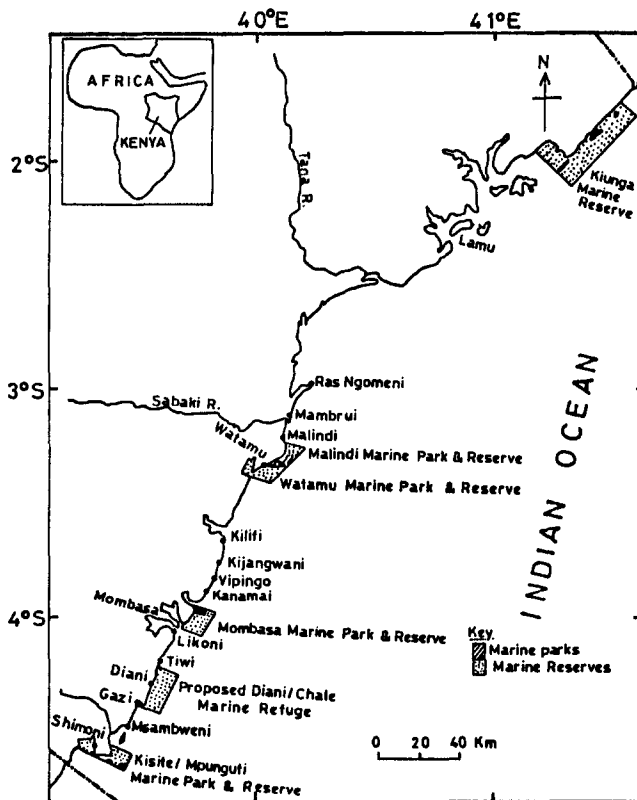 40°E
41°E
AFRICA
KENYA
N
2°S
Tana R.
Kiunga
Marine
Reserve
Lamu
3°S
Ras Ngomeni
Sabaki R.
Mambrui
Watamu
Malindi
Malindi Marine Park & Reserve
Watamu Marine Park & Reserve
INDIAN OCEAN
Kilifi
Kijangwani
Vipingo
Kanamai
4°S
Mombasa
Mombasa Marine Park & Reserve
Likoni
Key
Marine parks
Marine Reserves
Tiwi
Diani
Proposed Diani/Chale
Marine Refuge
Gazi
Msambweni
Shimoni
Kisite/Mpunguti
Marine Park & Reserve
0 20 40 Km